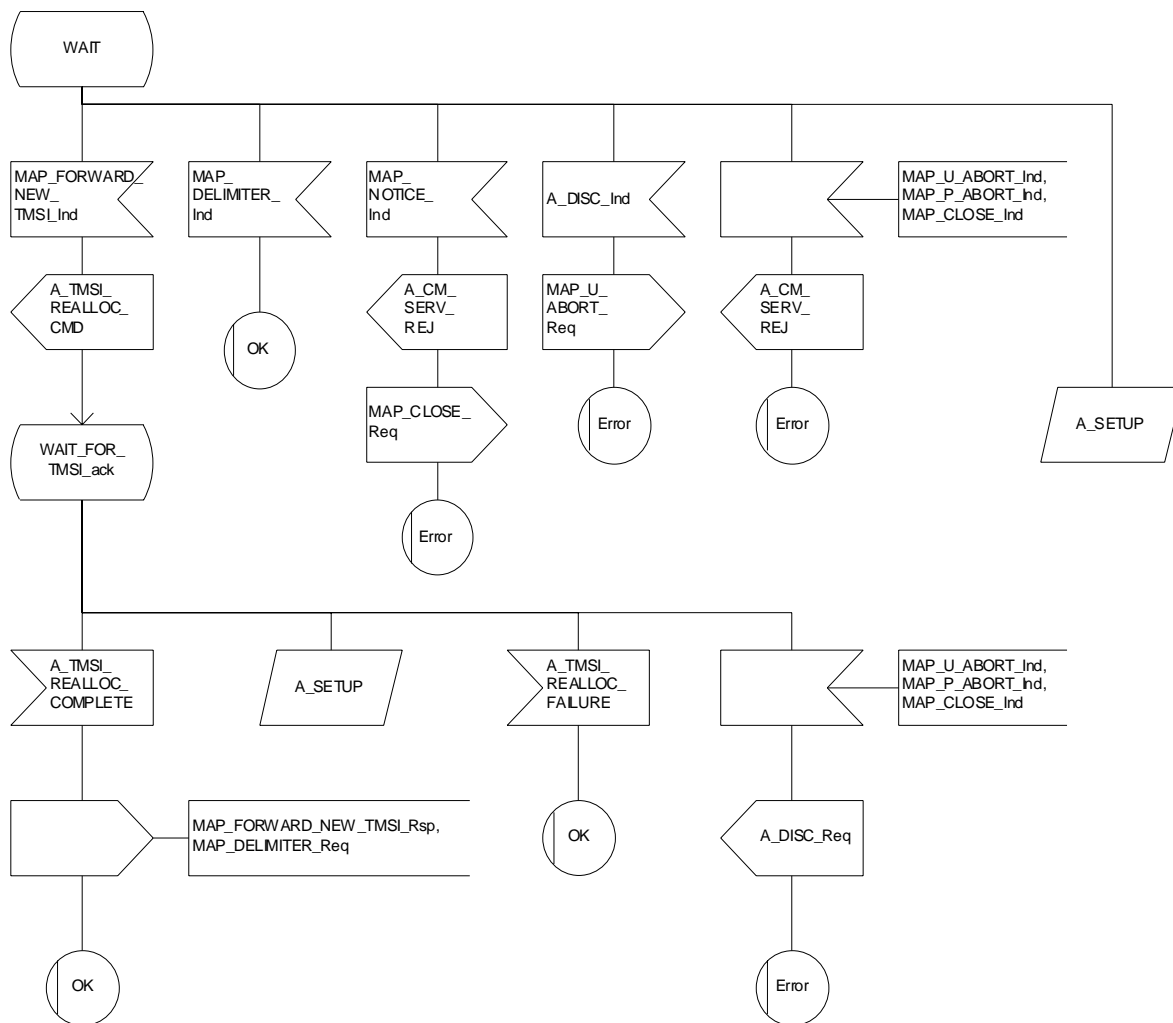 WAIT
MAP_FORWARD_
NEW_
TMSI_Ind
MAP_
DELIMITER_
Ind
MAP_
NOTICE_
Ind
A_DISC_Ind
MAP_U_ABORT_Ind,
MAP_P_ABORT_Ind,
MAP_CLOSE_Ind
A_TMSI_
REALLOC_
CMD
OK
A_CM_
SERV_
REJ
MAP_U_
ABORT_
Req
A_CM_
SERV_
REJ
MAP_CLOSE_
Req
Error
Error
A_SETUP
WAIT_FOR_
TMSI_ack
Error
A_TMSI_
REALLOC_
COMPLETE
A_SETUP
A_TMSI_
REALLOC_
FAILURE
MAP_U_ABORT_Ind,
MAP_P_ABORT_Ind,
MAP_CLOSE_Ind
MAP_FORWARD_NEW_TMSI_Rsp,
MAP_DELIMITER_Req
OK
A_DISC_Req
OK
Error